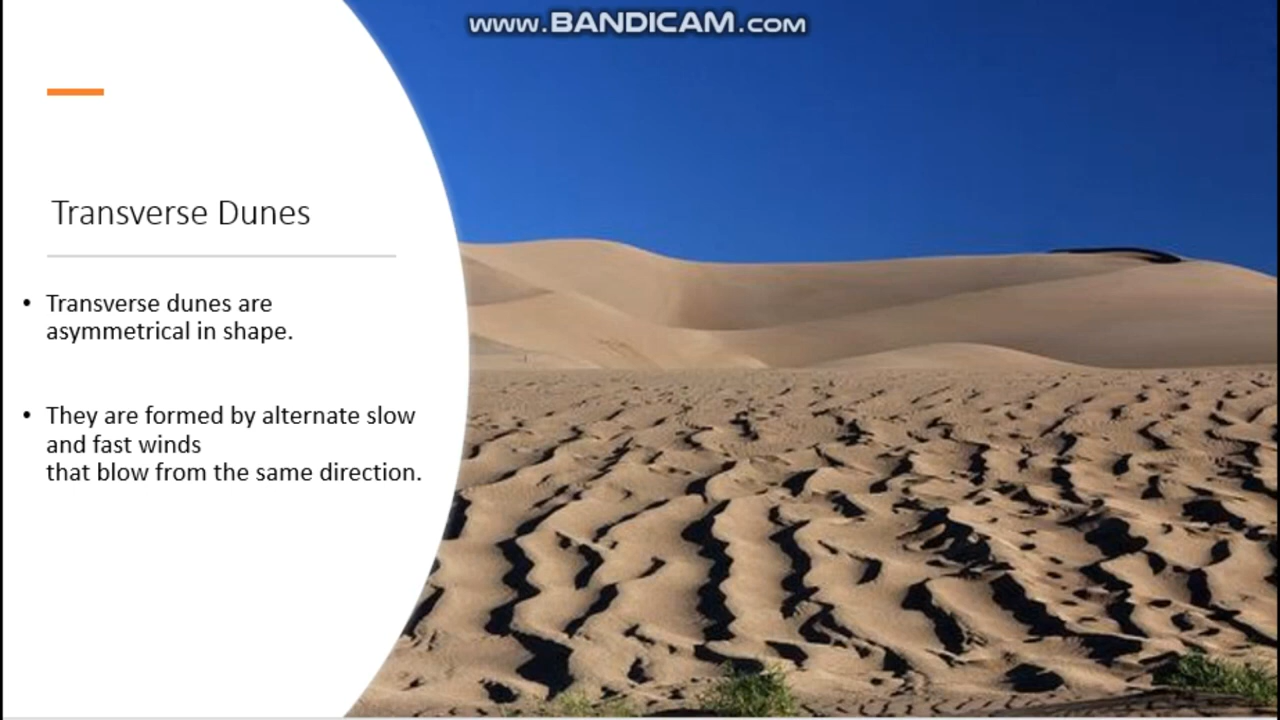 www.BANDICAM.com
Transverse Dunes
• Transverse dunes are
asymmetrical in shape.
• They are formed by alternate slow
and fast winds
that blow from the same direction.